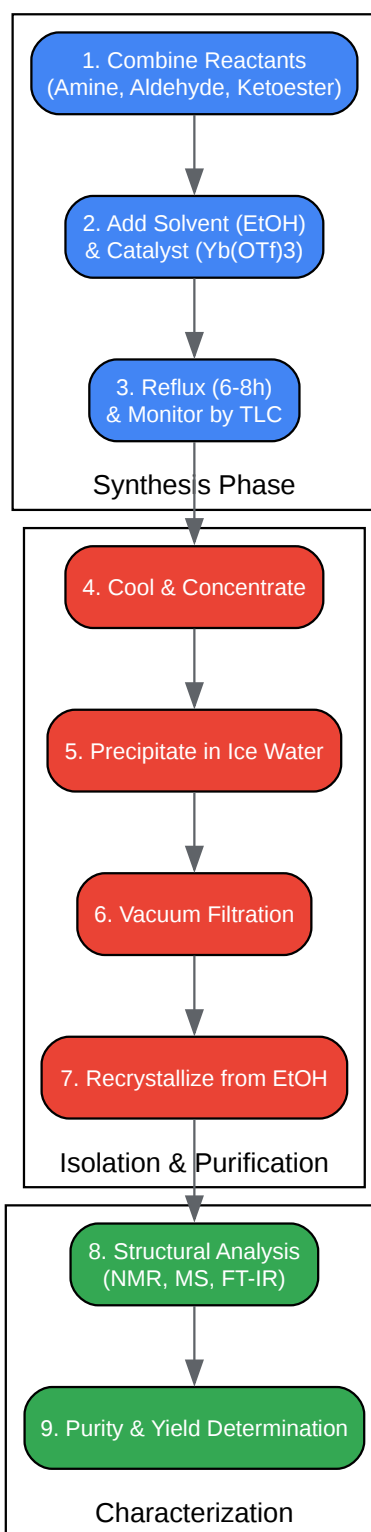 1. Combine Reactants
(Amine, Aldehyde, Ketoester)
2. Add Solvent (EtOH)
& Catalyst (Yb(OTf)3)
3. Reflux (6-8h)
& Monitor by TLC
Synthesis Phase
4. Cool & Concentrate
5. Precipitate in Ice Water
6. Vacuum Filtration
7. Recrystallize from EtOH
Isolation & Purification
8. Structural Analysis
(NMR, MS, FT-IR)
9. Purity & Yield Determination
Characterization